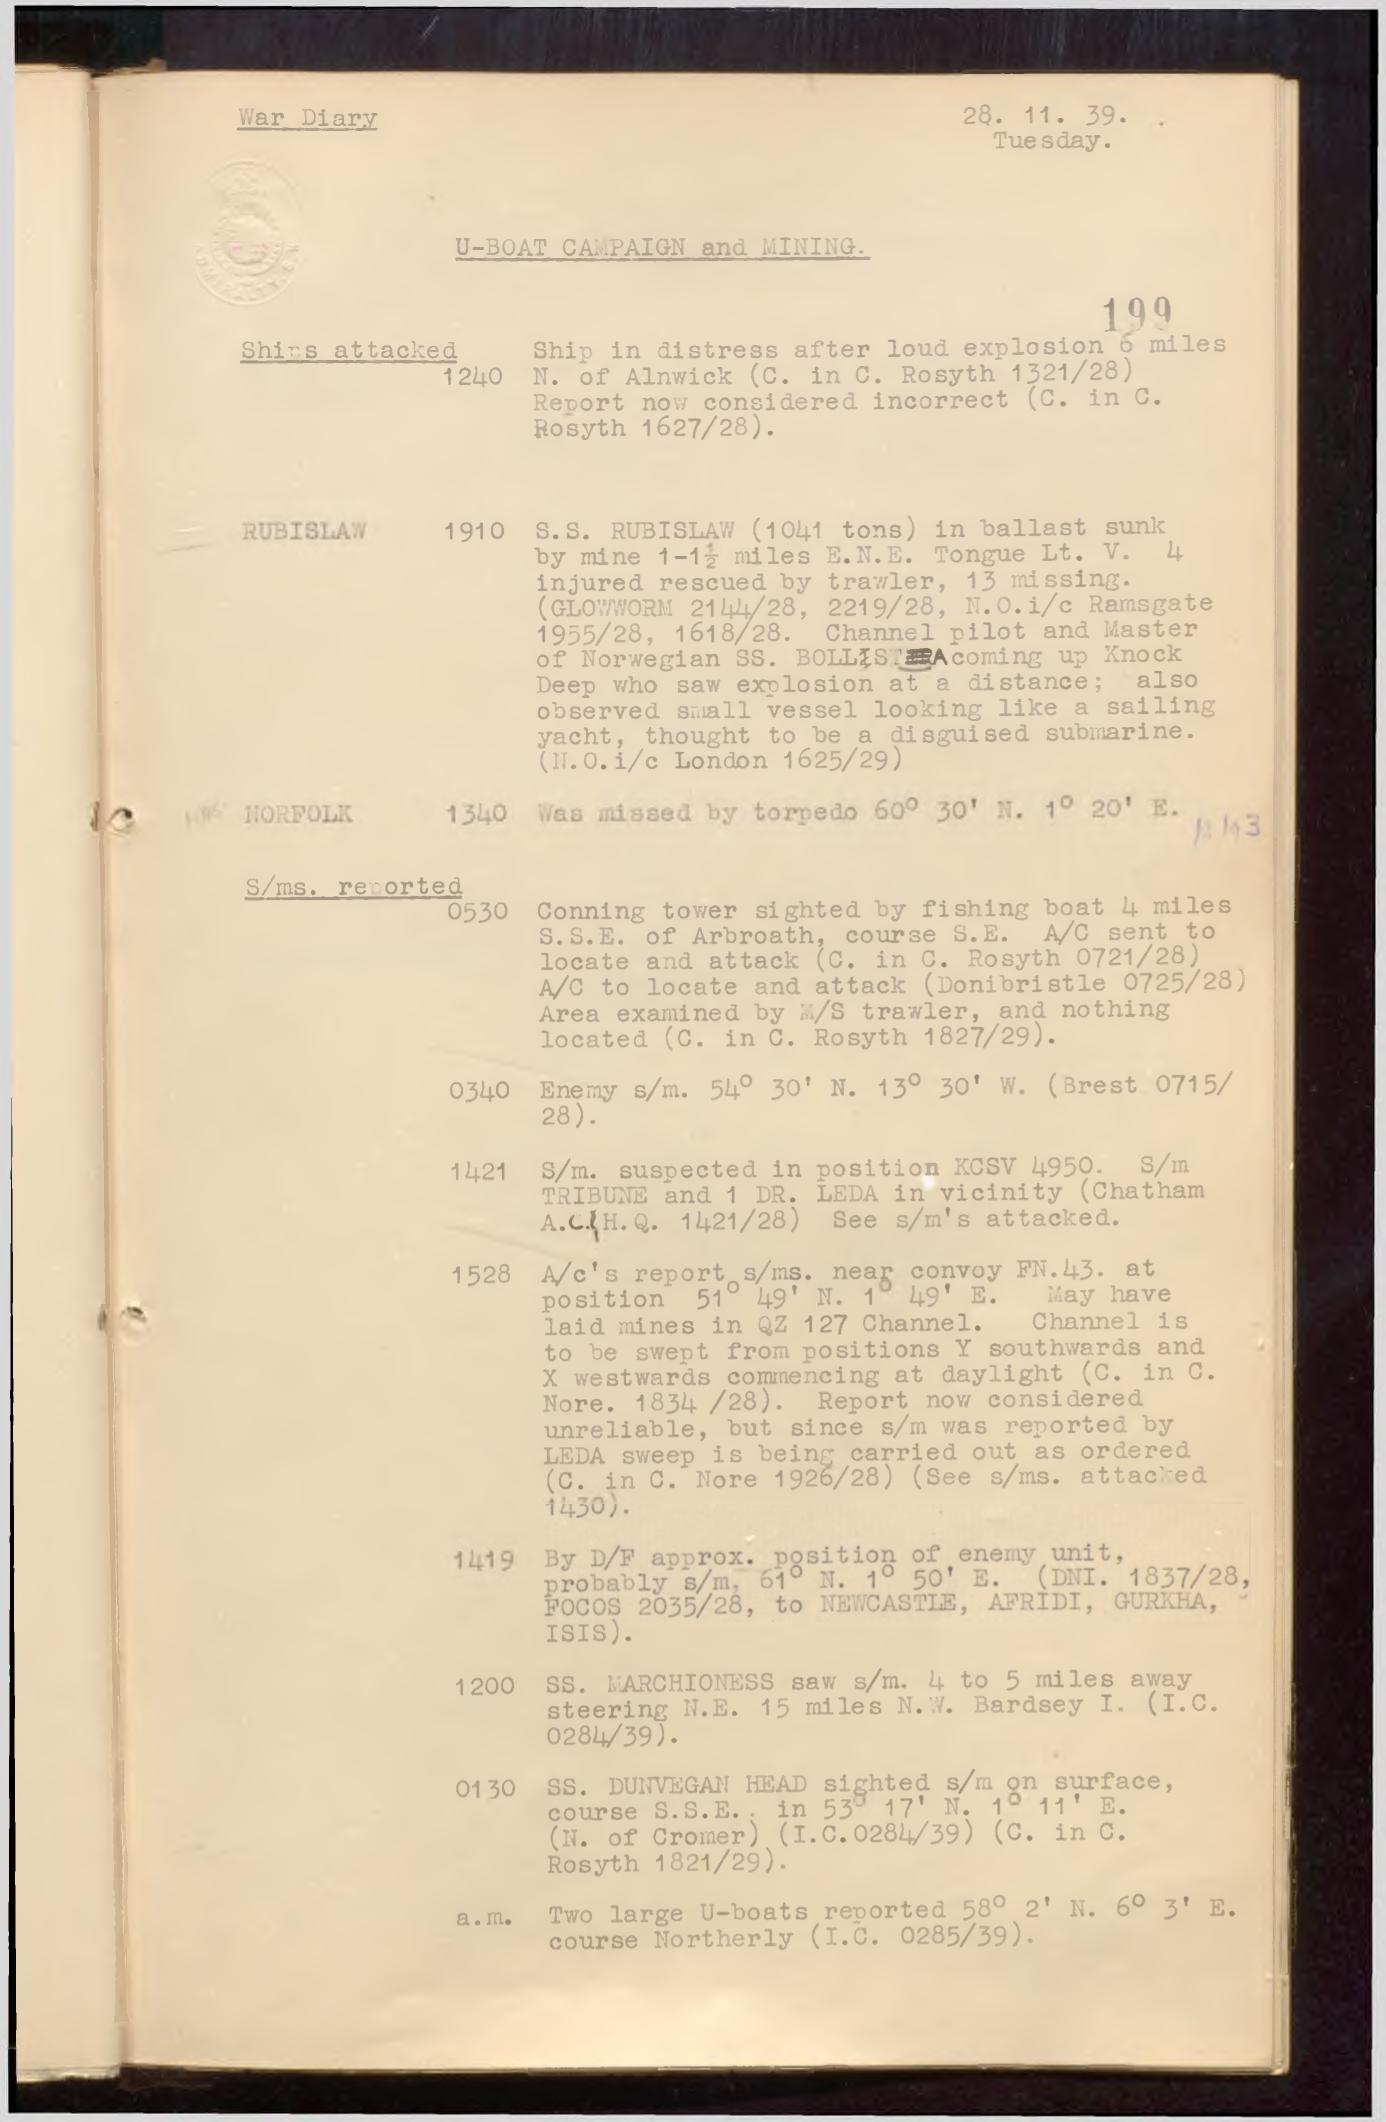 War Diary
28. 11. 39.
Tuesday.
U-BOAT CAMPAIGN and MINING.
199
Ships attacked
1240 Ship in distress after loud explosion 6 miles
N. of Alnwick (C. in C. Rosyth 1321/28)
Report now considered incorrect (C. in C.
Rosyth 1627/28).
RUBISLAW 1910 S.S. RUBISLAW (1041 tons) in ballast sunk
by mine 1-1½ miles E.N.E. Tongue Lt. V. 4
injured rescued by trawler, 13 missing.
(GLOWWORM 2144/28, 2219/28, N.O.i/c Ramsgate
1955/28, 1618/28. Channel pilot and Master
of Norwegian SS. BOLLISTA coming up Knock
Deep who saw explosion at a distance; also
observed small vessel looking like a sailing
yacht, thought to be a disguised submarine.
(N.O.i/c London 1625/29)
NORFOLK 1340 Was missed by torpedo 60° 30' N. 1° 20' E.
S/ms. reported
0530 Conning tower sighted by fishing boat 4 miles
S.S.E. of Arbroath, course S.E. A/C sent to
locate and attack (C. in C. Rosyth 0721/28)
A/C to locate and attack (Donibristle 0725/28)
Area examined by M/S trawler, and nothing
located (C. in C. Rosyth 1827/29).
0340 Enemy s/m. 54° 30' N. 13° 30' W. (Brest 0715/
28).
1421 S/m. suspected in position KCSV 4950. S/m
TRIBUNE and 1 DR. LEDA in vicinity (Chatham
A.C.H.Q. 1421/28) See s/m's attacked.
1528 A/c's report s/ms. near convoy FN.43. at
position 51° 49' N. 1° 49' E. May have
laid mines in QZ 127 Channel. Channel is
to be swept from positions Y southwards and
X westwards commencing at daylight (C. in C.
Nore. 1834 /28). Report now considered
unreliable, but since s/m was reported by
LEDA sweep is being carried out as ordered
(C. in C. Nore 1926/28) (See s/ms. attacked
1430).
1419 By D/F approx. position of enemy unit,
probably s/m, 61° N. 1° 50' E. (DNI. 1837/28,
FOCOS 2035/28, to NEWCASTLE, AFRIDI, GURKHA,
ISIS).
1200 SS. MARCHIONESS saw s/m. 4 to 5 miles away
steering N.E. 15 miles N.W. Bardsey I. (I.C.
0284/39).
0130 SS. DUNVEGAN HEAD sighted s/m on surface,
course S.S.E.. in 53° 17' N. 1° 11' E.
(N. of Cromer) (I.C.0284/39) (C. in C.
Rosyth 1821/29).
a.m. Two large U-boats reported 58° 2' N. 6° 3' E.
course Northerly (I.C. 0285/39).